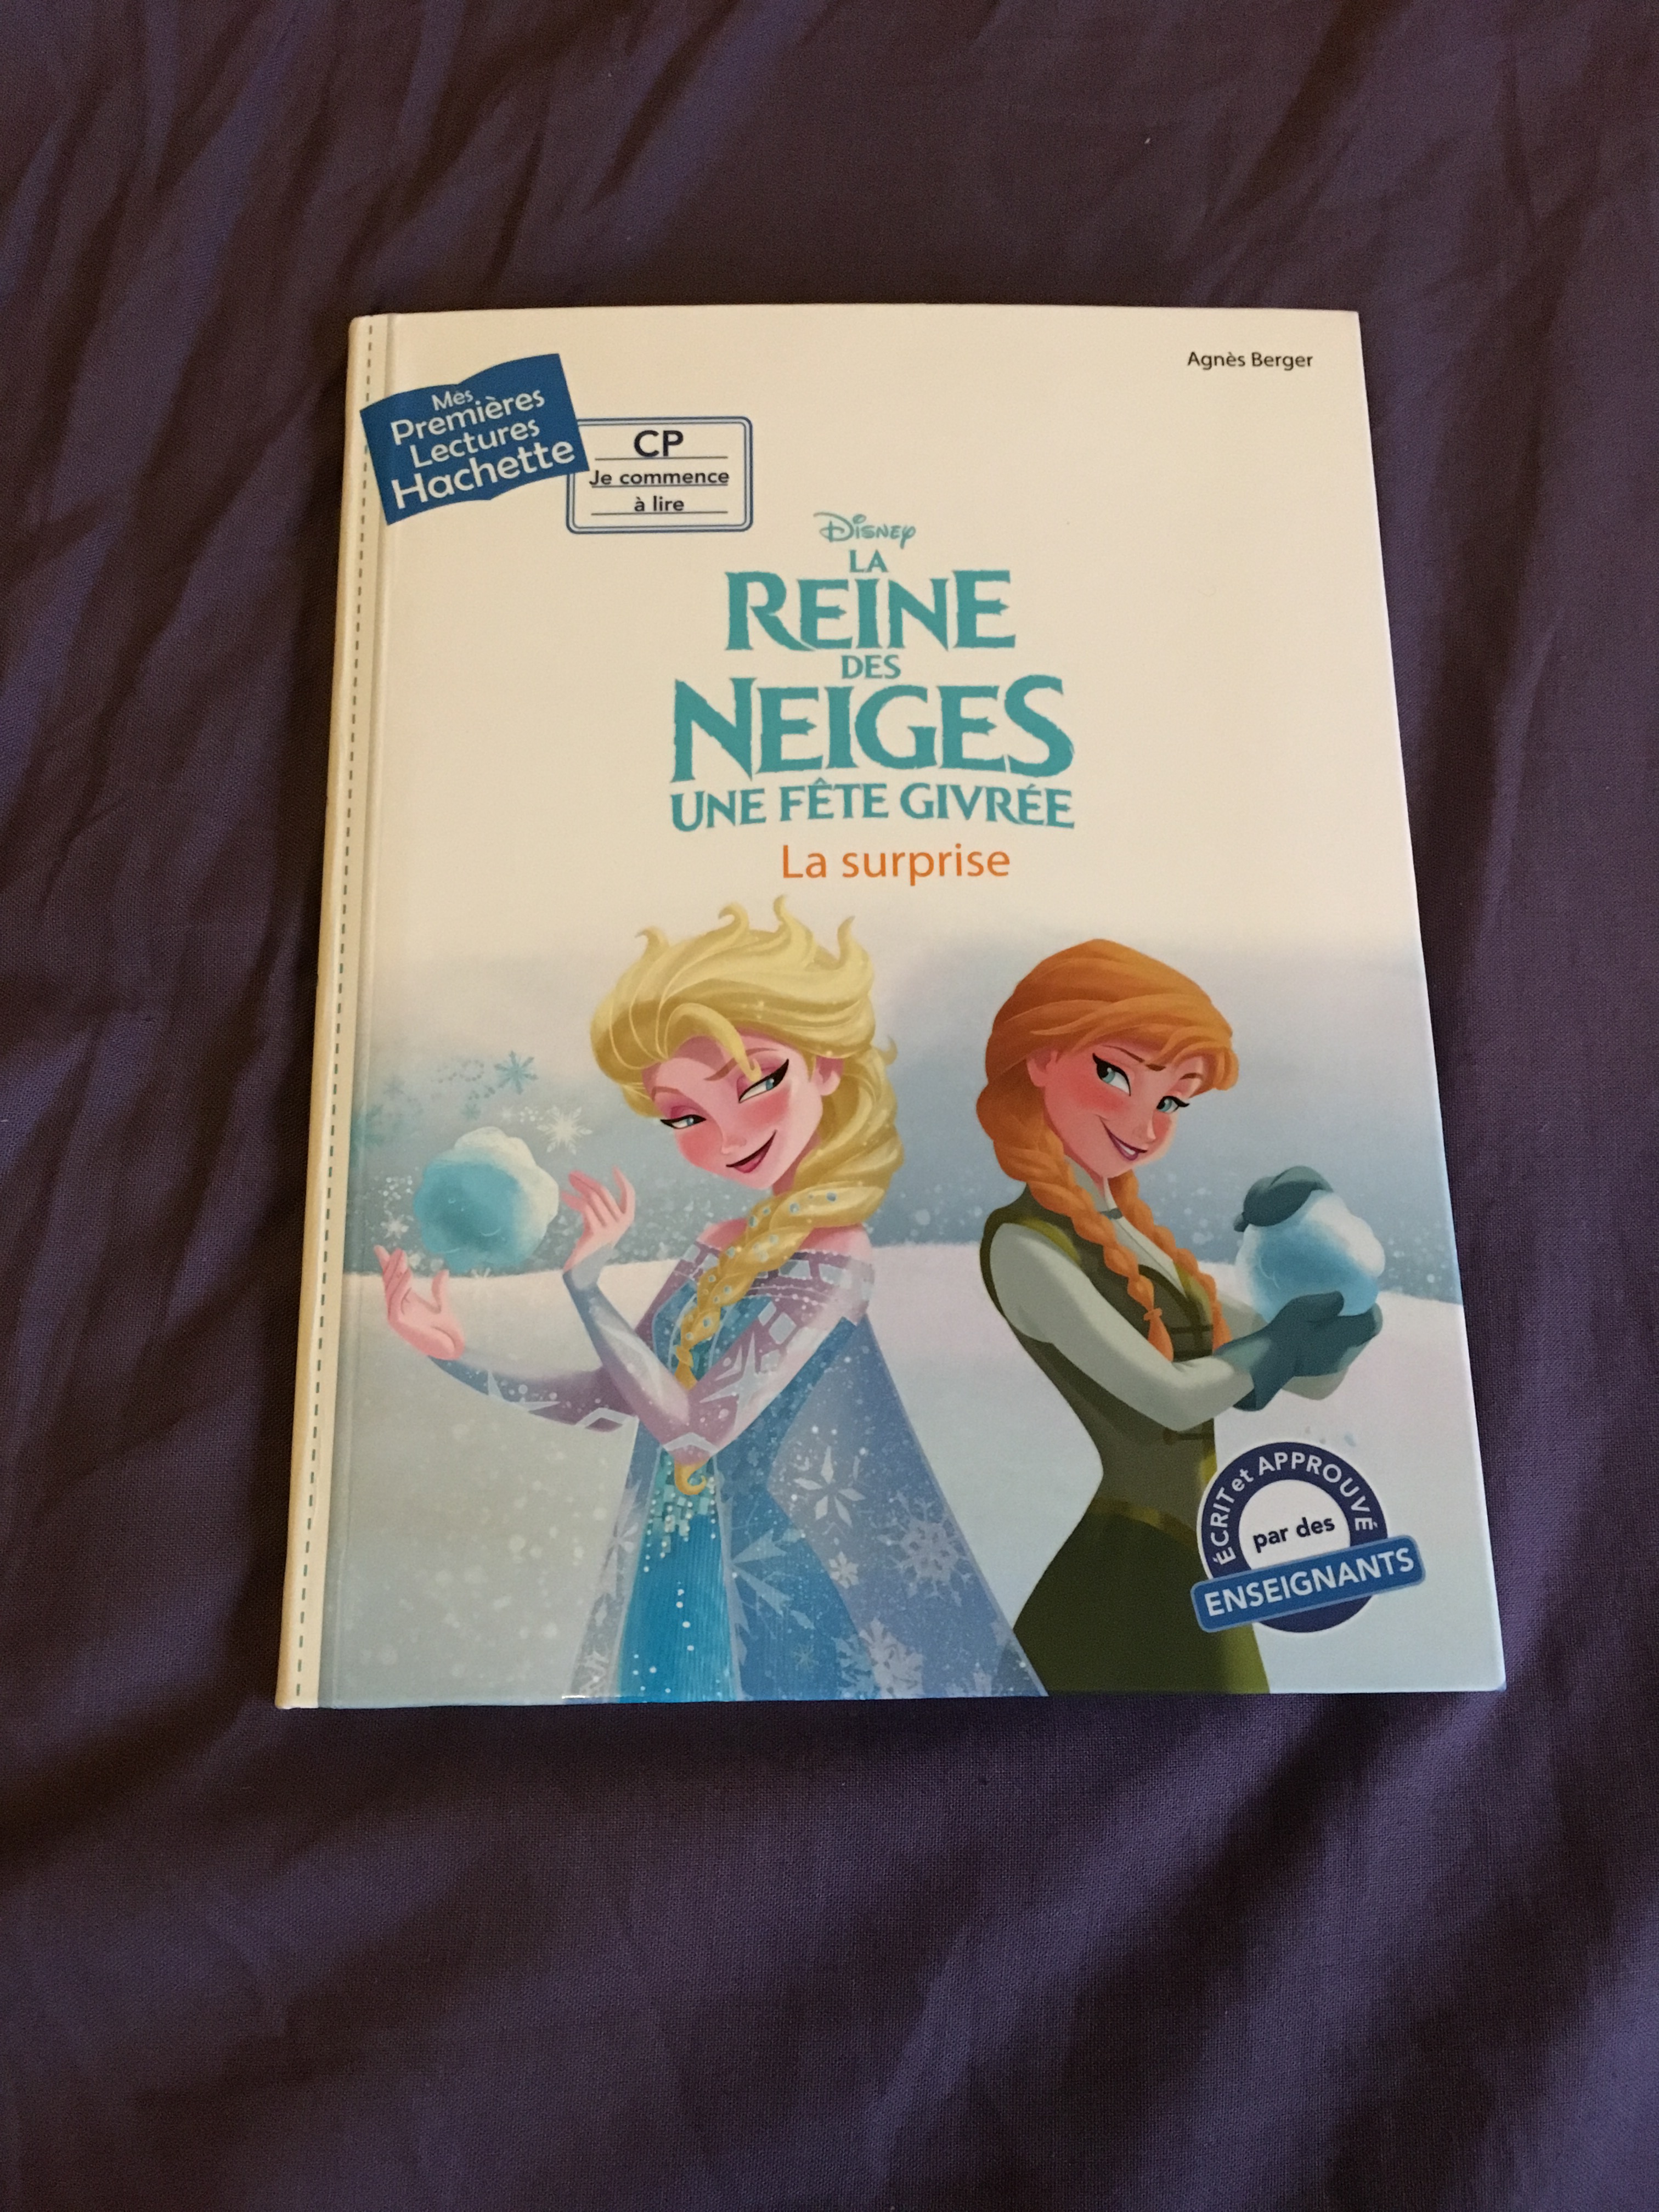 Agnès Berger
Mes
Premières
Lectures
Hachette
CP
Je commence
à lire
Disney
LA
REINE
DES
NEIGES
UNE FÊTE GIVRÉE
La surprise
ÉCRIT et APPROUVÉ
par des
ENSEIGNANTS